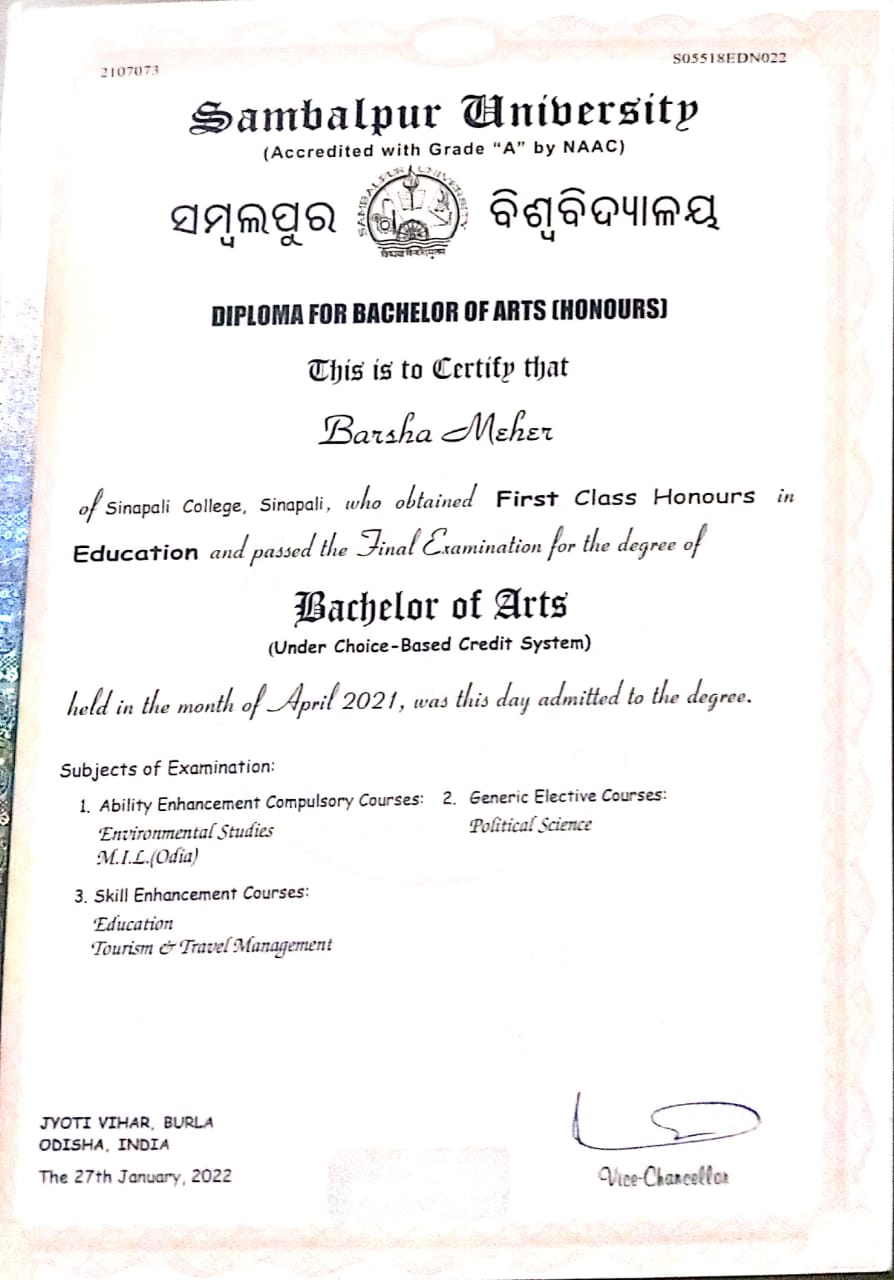 2107073
S05518EDN022
Sambalpur University
(Accredited with Grade “A” by NAAC)
ସମ୍ବଲପୁର ବିଶ୍ୱବିଦ୍ୟାଳୟ
SAMBALPUR UNIVERSITY
DIPLOMA FOR BACHELOR OF ARTS (HONOURS)
This is to Certify that
Barsha Meher
of Sinapali College, Sinapali, who obtained First Class Honours in
Education and passed the Final Examination for the degree of
Bachelor of Arts
(Under Choice-Based Credit System)
held in the month of April 2021, was this day admitted to the degree.
Subjects of Examination:
1. Ability Enhancement Compulsory Courses: 2. Generic Elective Courses:
Environmental Studies Political Science
M.I.L.(Odia)
3. Skill Enhancement Courses:
Education
Tourism & Travel Management
JYOTI VIHAR, BURLA
ODISHA, INDIA
The 27th January, 2022
Vice-Chancellor